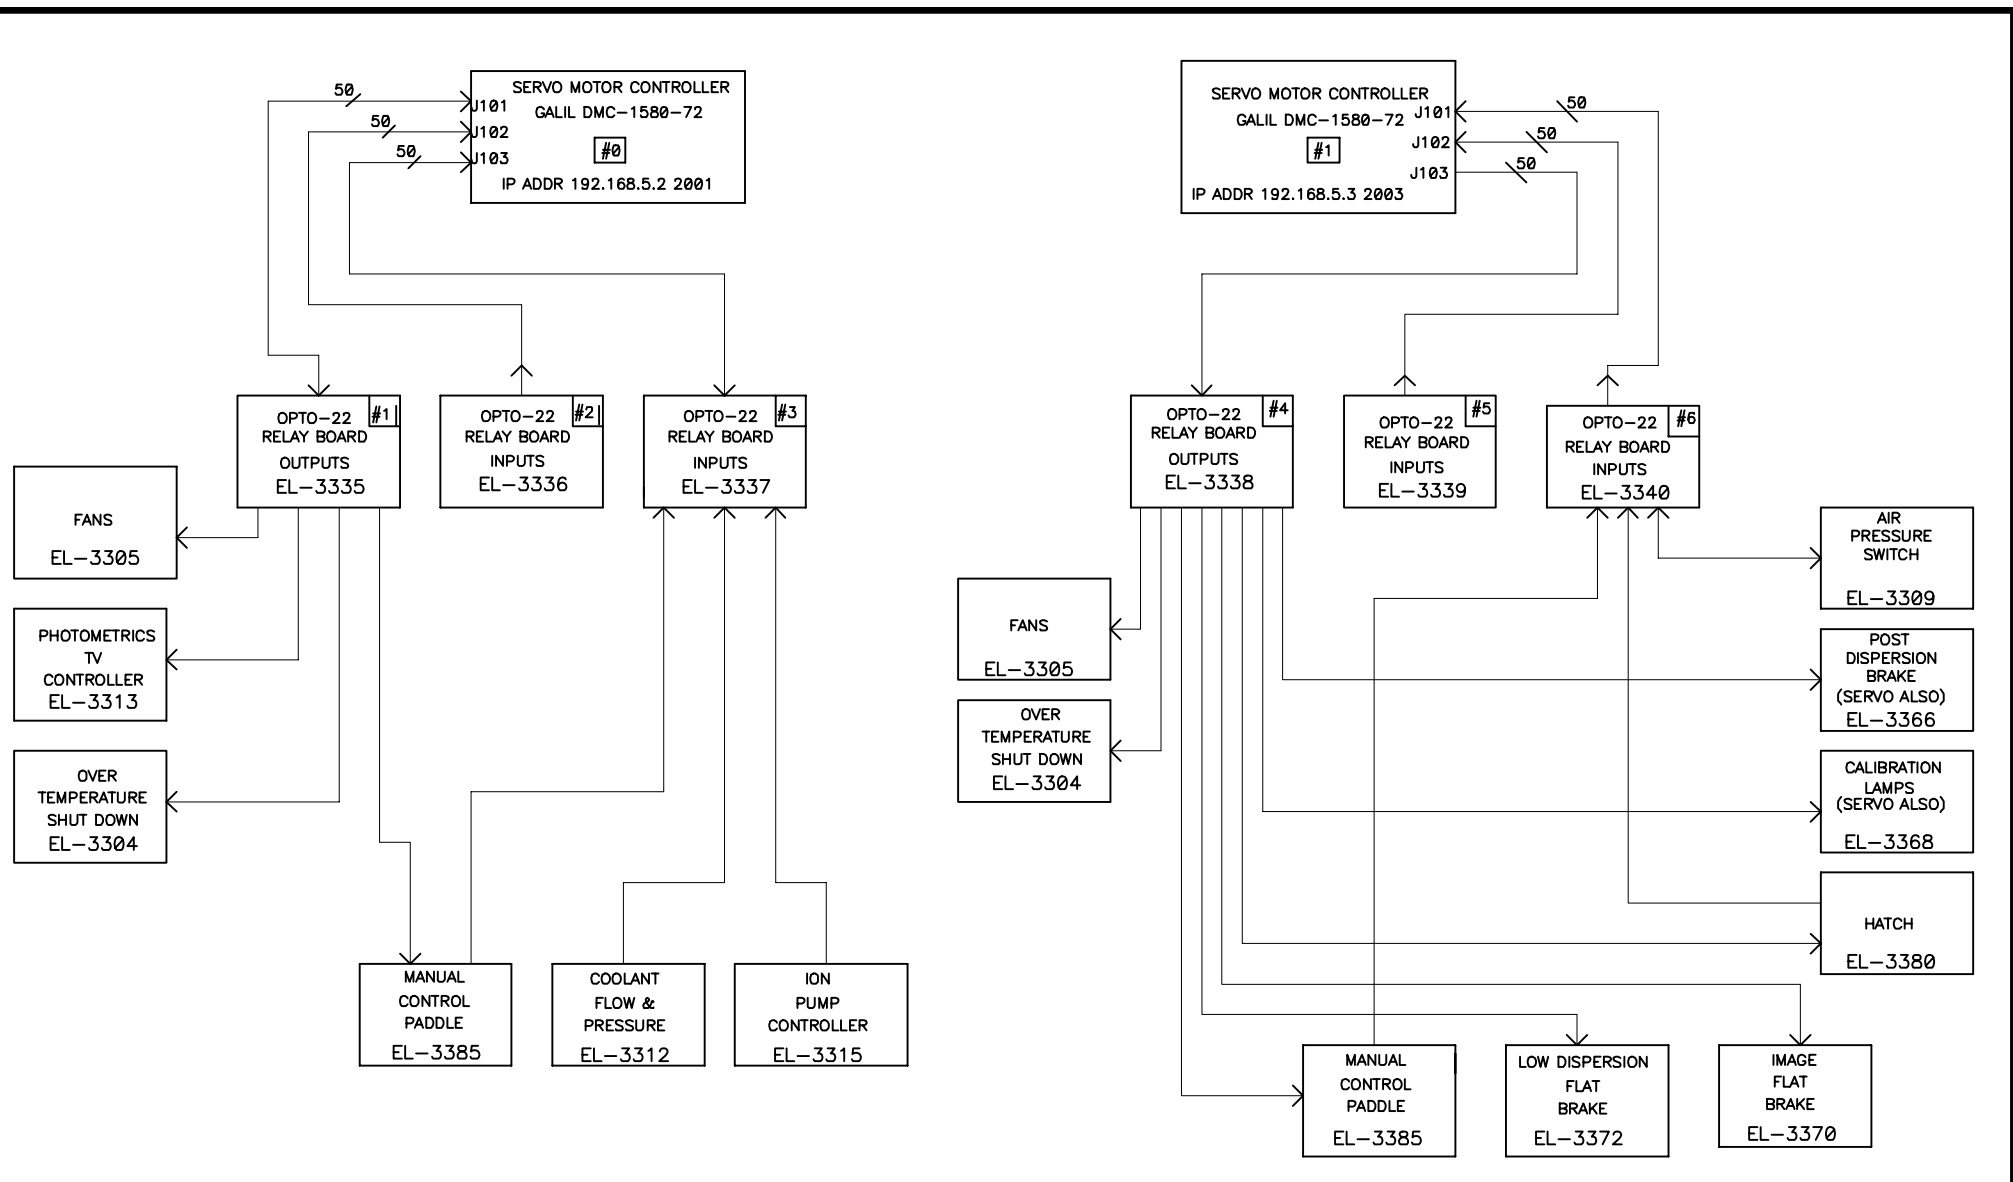 50
50
50
J101
J102
J103
SERVO MOTOR CONTROLLER
GALIL DMC-1580-72
#0
IP ADDR 192.168.5.2 2001
SERVO MOTOR CONTROLLER
GALIL DMC-1580-72
#1
IP ADDR 192.168.5.3 2003
J101
J102
J103
50
50
50
OPTO-22
#1
RELAY BOARD
OUTPUTS
EL-3335
OPTO-22
#2
RELAY BOARD
INPUTS
EL-3336
OPTO-22
#3
RELAY BOARD
INPUTS
EL-3337
OPTO-22
#4
RELAY BOARD
OUTPUTS
EL-3338
OPTO-22
#5
RELAY BOARD
INPUTS
EL-3339
OPTO-22
#6
RELAY BOARD
INPUTS
EL-3340
FANS
EL-3305
PHOTOMETRICS
TV
CONTROLLER
EL-3313
OVER
TEMPERATURE
SHUT DOWN
EL-3304
MANUAL
CONTROL
PADDLE
EL-3385
COOLANT
FLOW &
PRESSURE
EL-3312
ION
PUMP
CONTROLLER
EL-3315
FANS
EL-3305
OVER
TEMPERATURE
SHUT DOWN
EL-3304
AIR
PRESSURE
SWITCH
EL-3309
POST
DISPERSION
BRAKE
(SERVO ALSO)
EL-3366
CALIBRATION
LAMPS
(SERVO ALSO)
EL-3368
HATCH
EL-3380
MANUAL
CONTROL
PADDLE
EL-3385
LOW DISPERSION
FLAT
BRAKE
EL-3372
IMAGE
FLAT
BRAKE
EL-3370